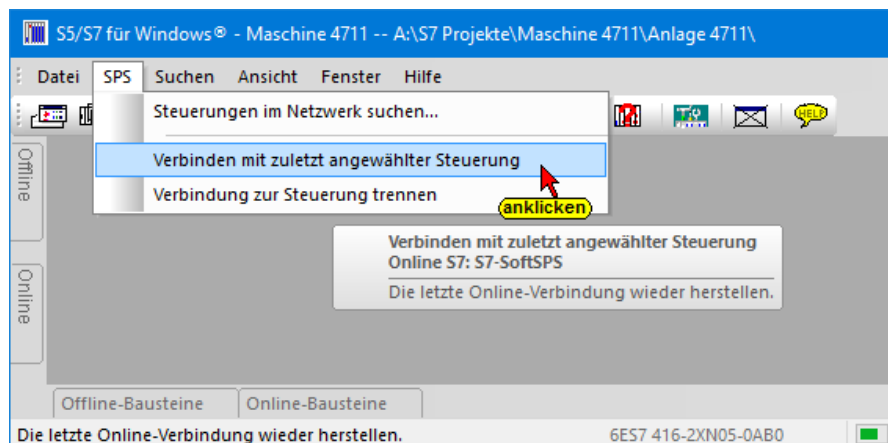 S5/S7 für Windows® - Maschine 4711 -- A:\S7 Projekte\Maschine 4711\Anlage 4711\
Datei SPS Suchen Ansicht Fenster Hilfe
HELP
Steuerungen im Netzwerk suchen...
Verbinden mit zuletzt angewählter Steuerung
Verbindung zur Steuerung trennen
anklicken
Verbinden mit zuletzt angewählter Steuerung
Online S7: S7-SoftSPS
Die letzte Online-Verbindung wieder herstellen.
Offline
Online
Offline-Bausteine Online-Bausteine
Die letzte Online-Verbindung wieder herstellen. 6ES7 416-2XN05-0AB0